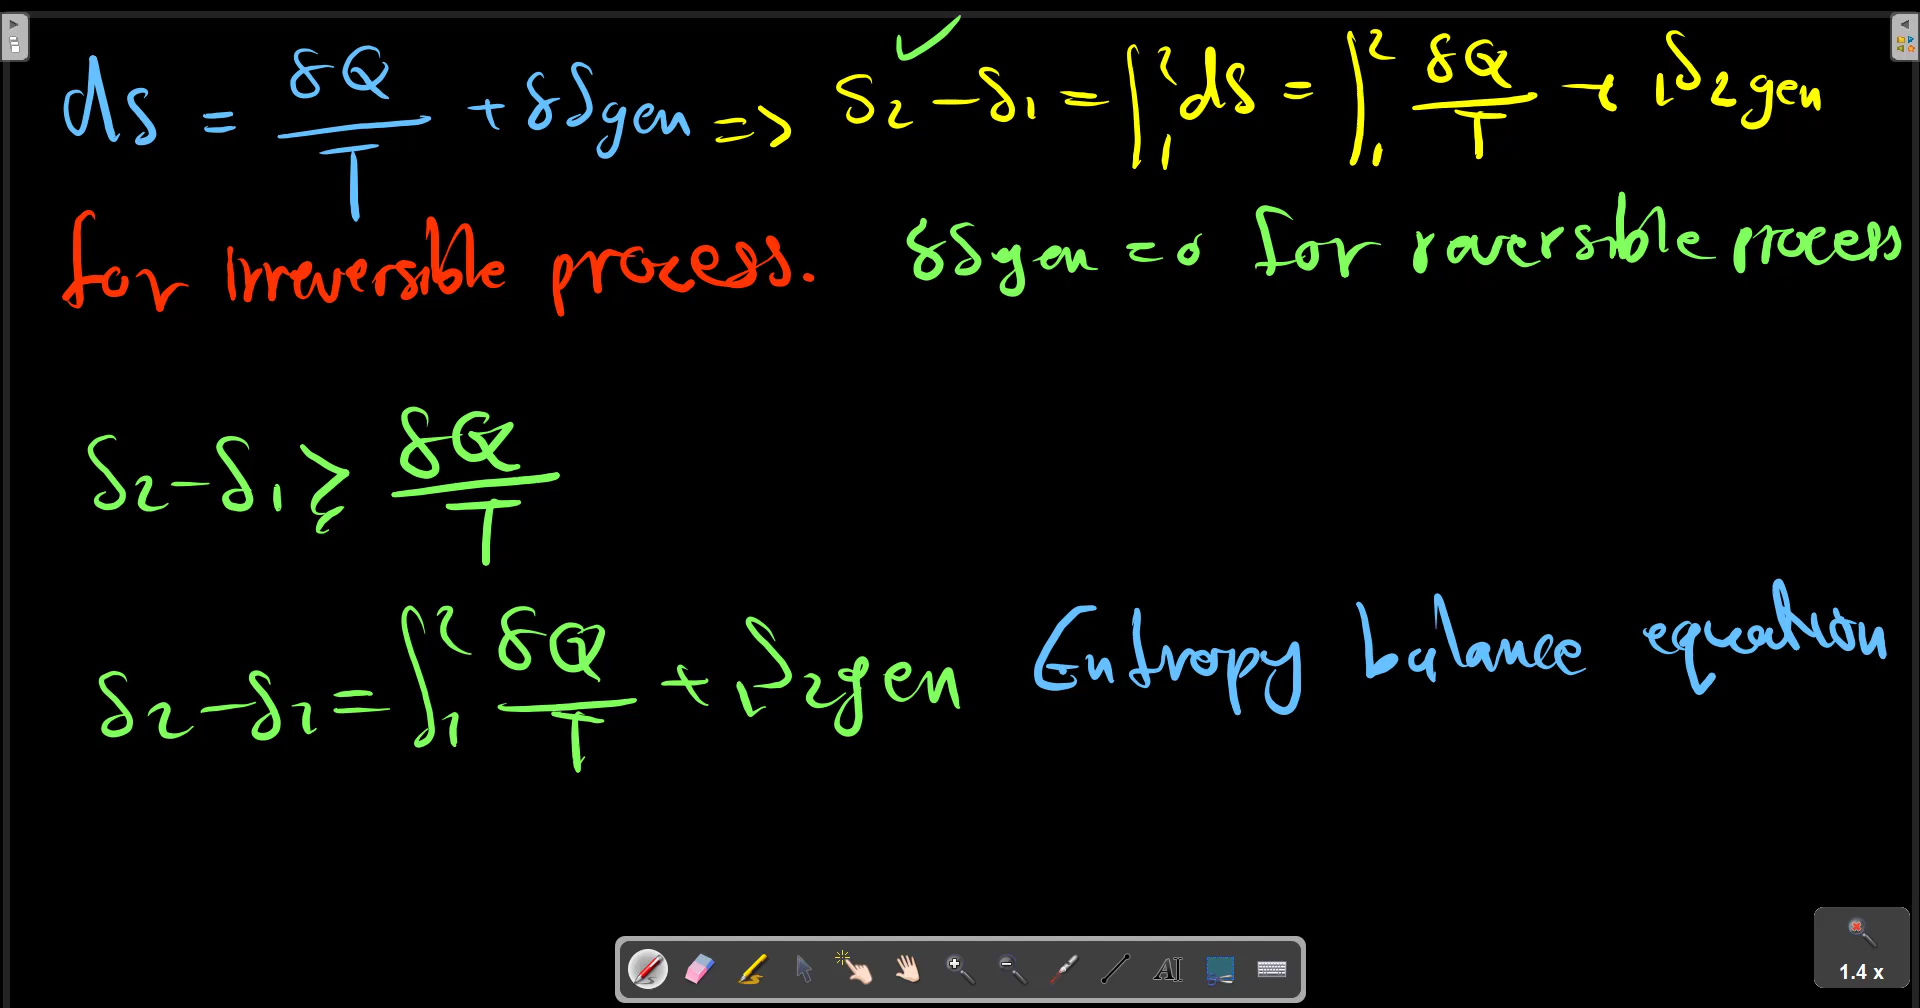 dS = δQ/T + δSgen => S₂ - S₁ = ∫₁² dS = ∫₁² δQ/T + ₁S₂gen
for irreversible process. δSgen = 0 for reversible process
S₂ - S₁ ≥ δQ/T
S₂ - S₁ = ∫₁² δQ/T + ₁S₂gen Entropy balance equation
AI
1.4 x